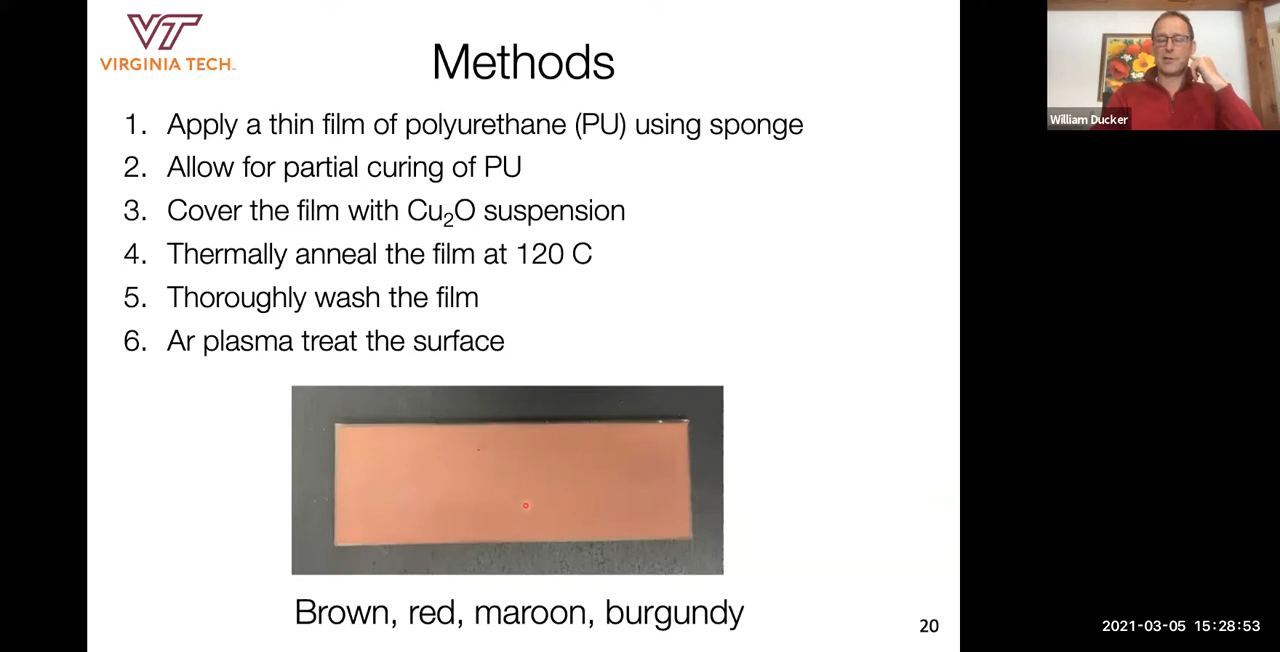 VT
VIRGINIA TECH.
Methods
1. Apply a thin film of polyurethane (PU) using sponge
2. Allow for partial curing of PU
3. Cover the film with Cu₂O suspension
4. Thermally anneal the film at 120 C
5. Thoroughly wash the film
6. Ar plasma treat the surface
Brown, red, maroon, burgundy
20
William Ducker
2021-03-05 15:28:53